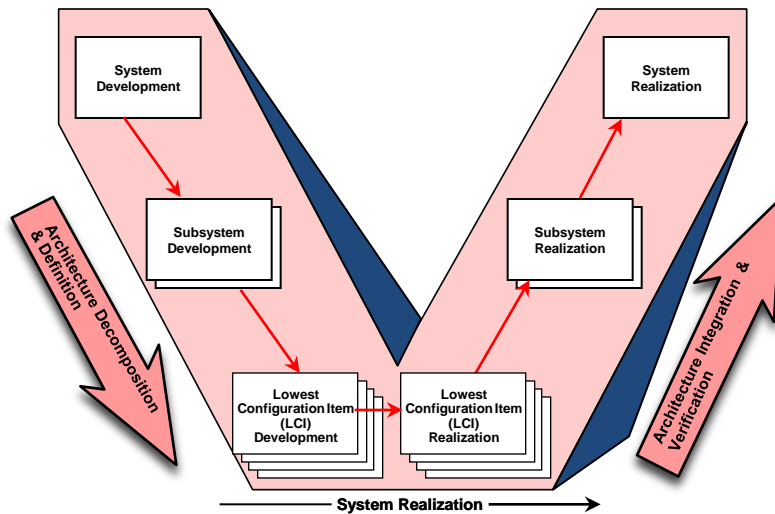 System
Development
System
Realization
Subsystem
Development
Subsystem
Realization
Architecture Decomposition
& Definition
Architecture Integration &
Verification
Lowest
Configuration Item
(LCI)
Development
Lowest
Configuration Item
(LCI)
Realization
System Realization